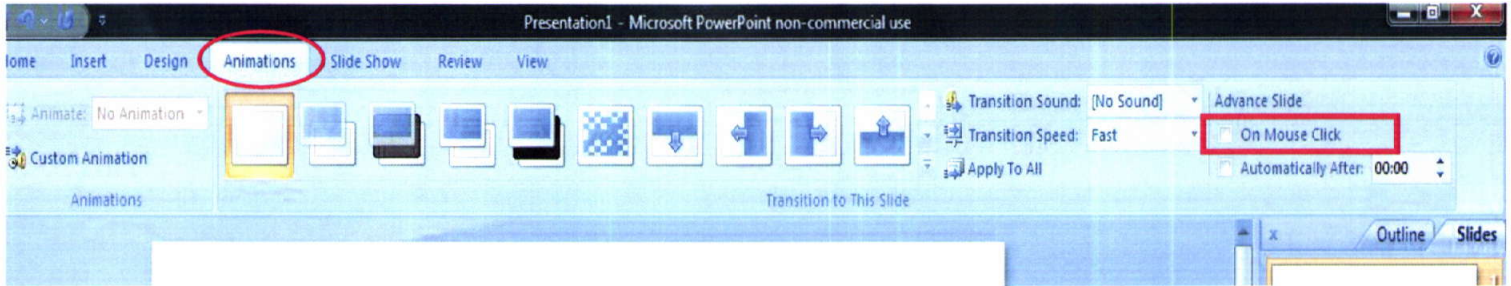 Presentation1 - Microsoft PowerPoint non-commercial use
ome Insert Design Animations Slide Show Review View
Animate: No Animation
Custom Animation
Animations
Transition Sound: [No Sound]
Transition Speed: Fast
Apply To All
Transition to This Slide
Advance Slide
On Mouse Click
Automatically After: 00:00
Outline Slides
1